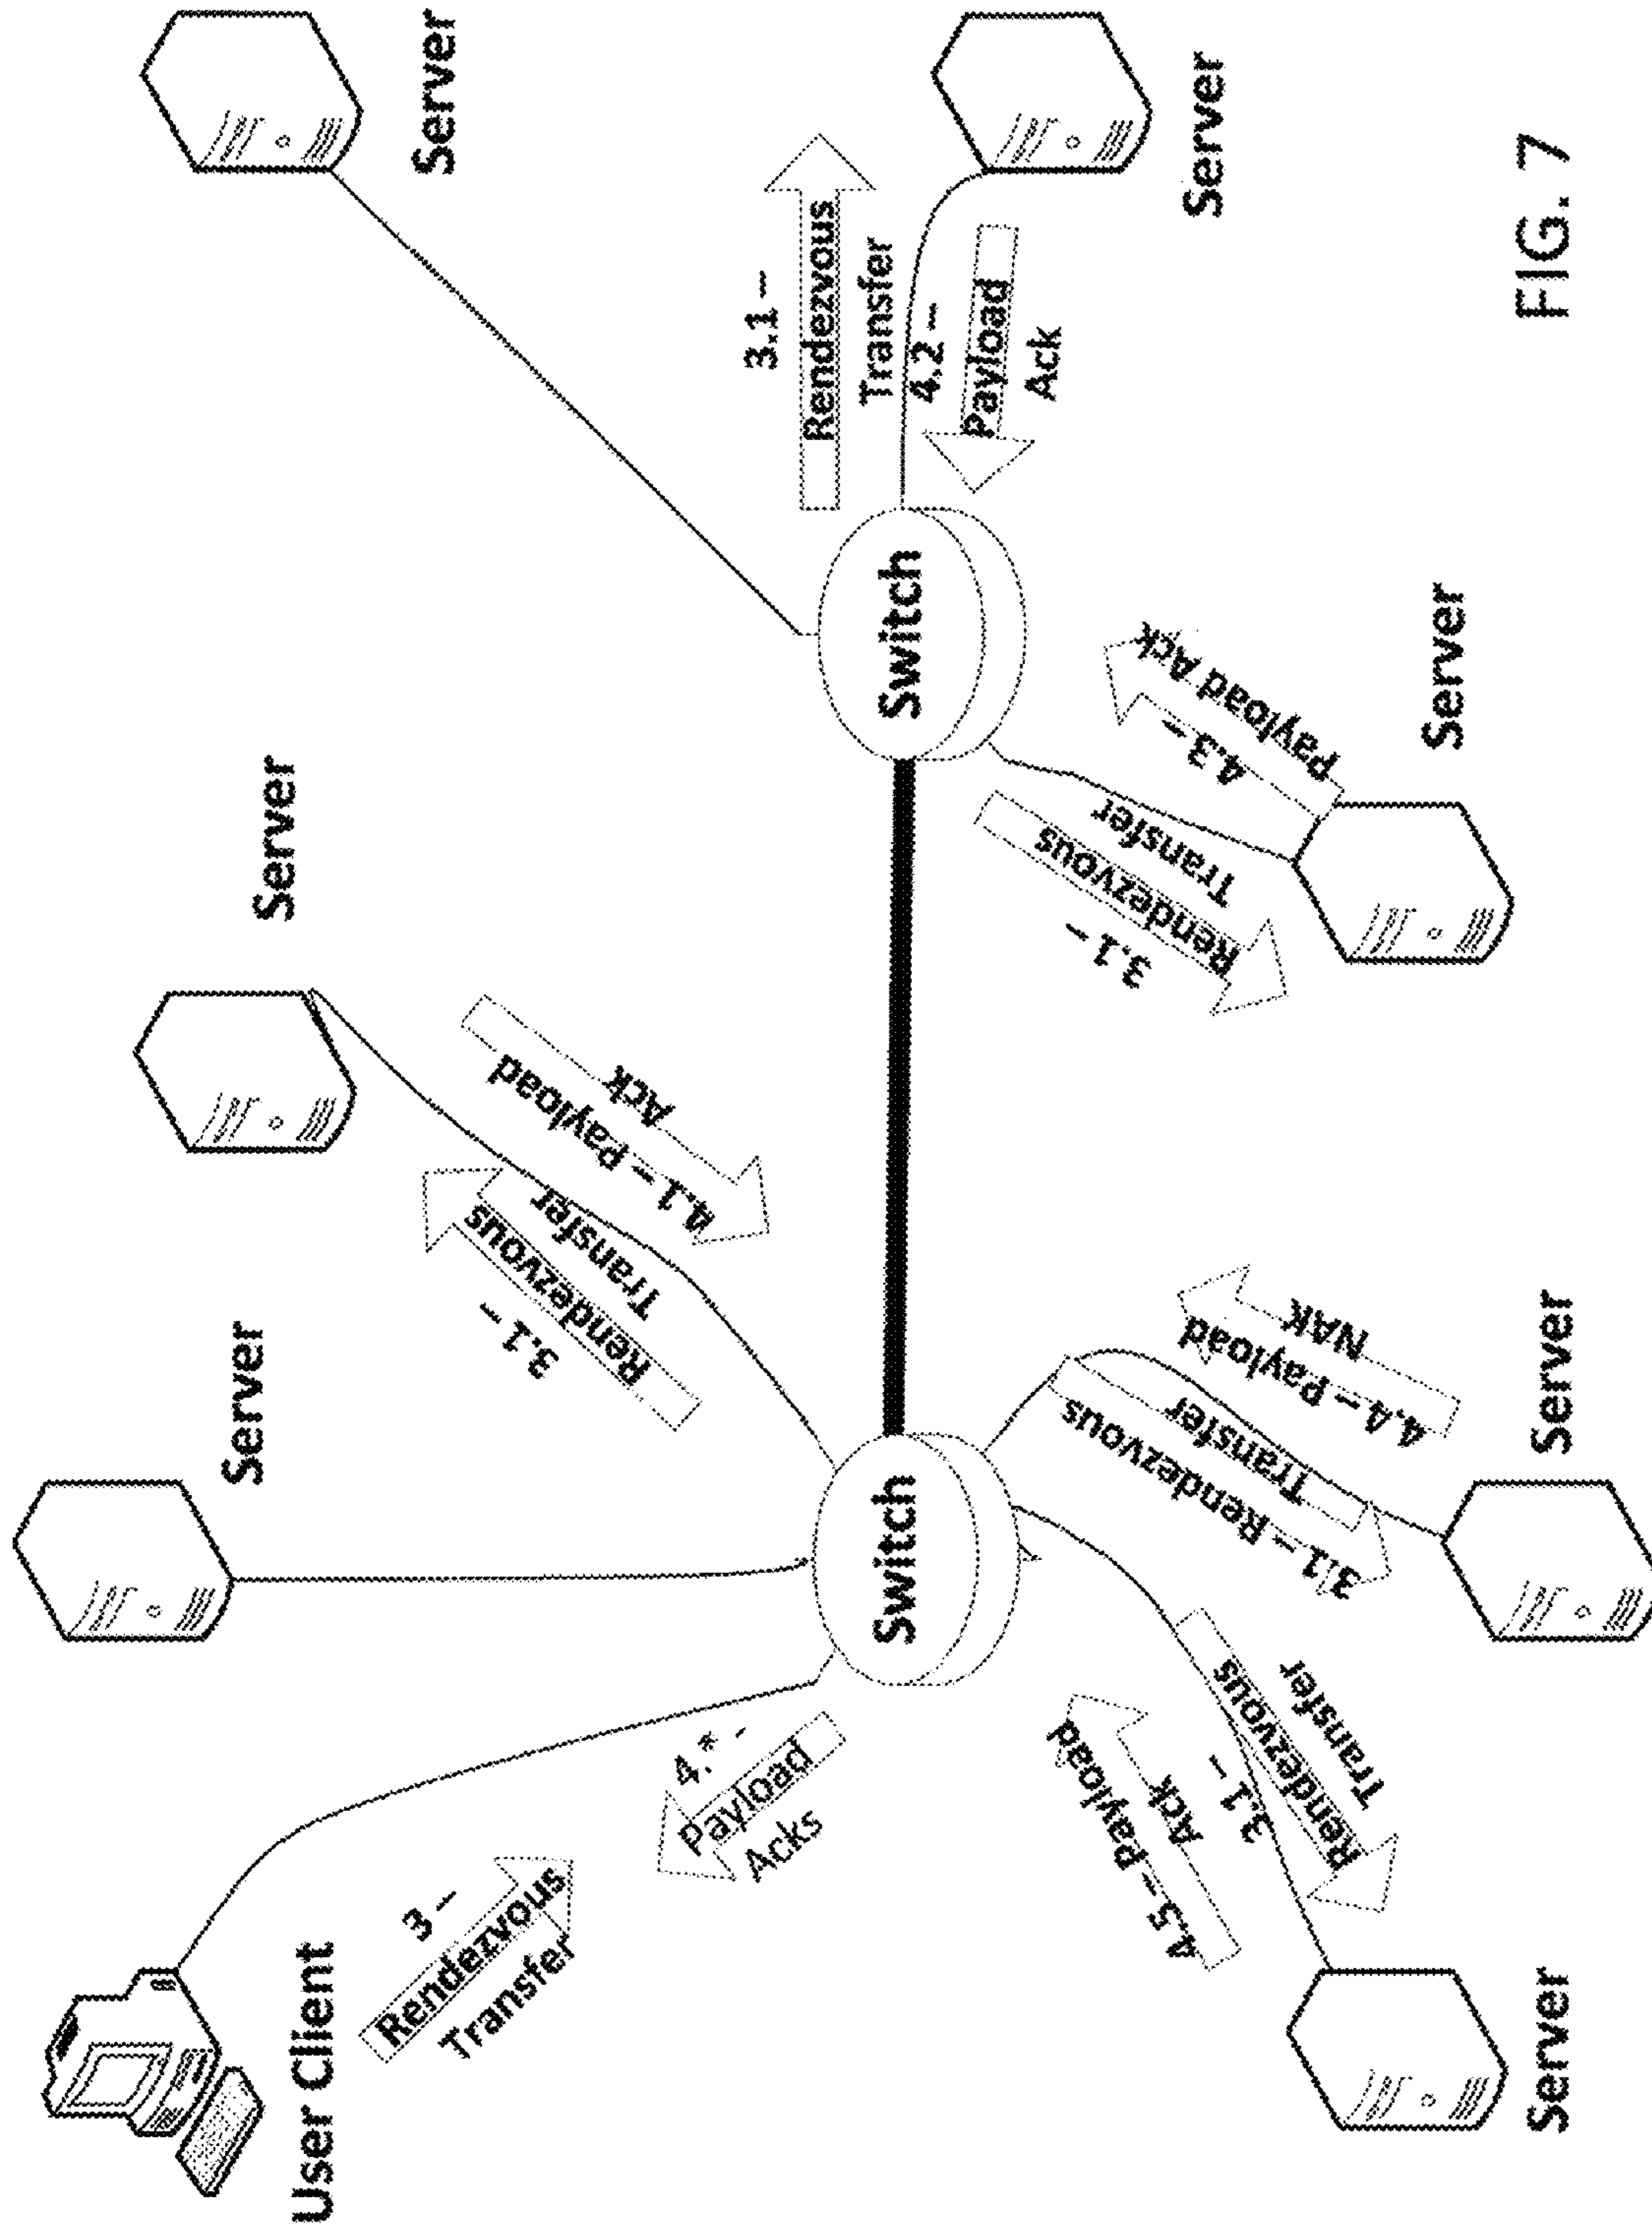 User Client
3 –
Rendezvous
Transfer
4.* -
Payload
Acks
Server
Server
3.1 –
Rendezvous
Transfer
4.1 – Payload
Ack
Server
Switch
Switch
3.1 –
Rendezvous
Transfer
4.2 –
Payload
Ack
Server
4.5 – Payload
Ack
3.1 –
Rendezvous
Transfer
Server
3.1 – Rendezvous
Transfer
4.4 – Payload
NAK
Server
3.1 –
Rendezvous
Transfer
4.3 –
Payload Ack
Server
FIG. 7